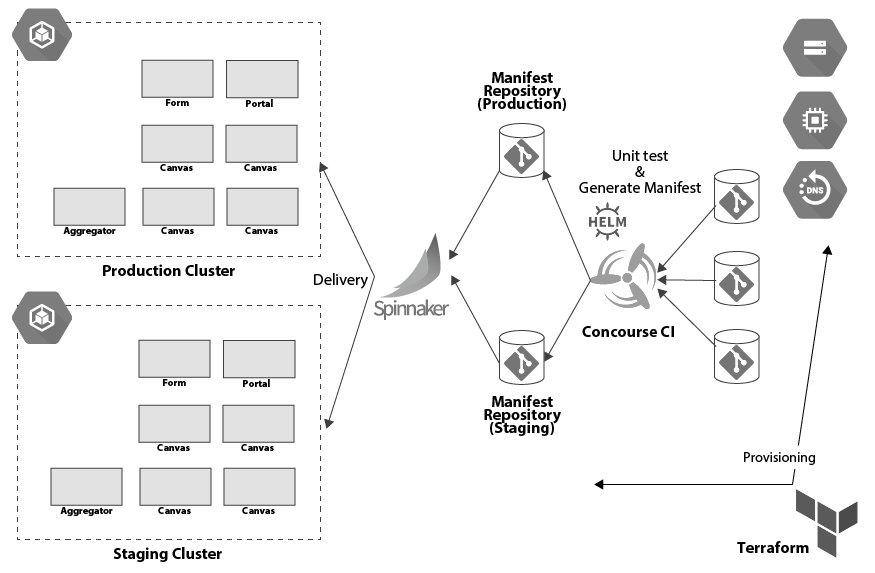 Form
Portal
Canvas
Canvas
Aggregator
Canvas
Canvas
Production Cluster
Form
Portal
Canvas
Canvas
Aggregator
Canvas
Canvas
Staging Cluster
Delivery
Spinnaker
Manifest
Repository
(Production)
Manifest
Repository
(Staging)
Unit test
&
Generate Manifest
HELM
Concourse CI
DNS
Provisioning
Terraform